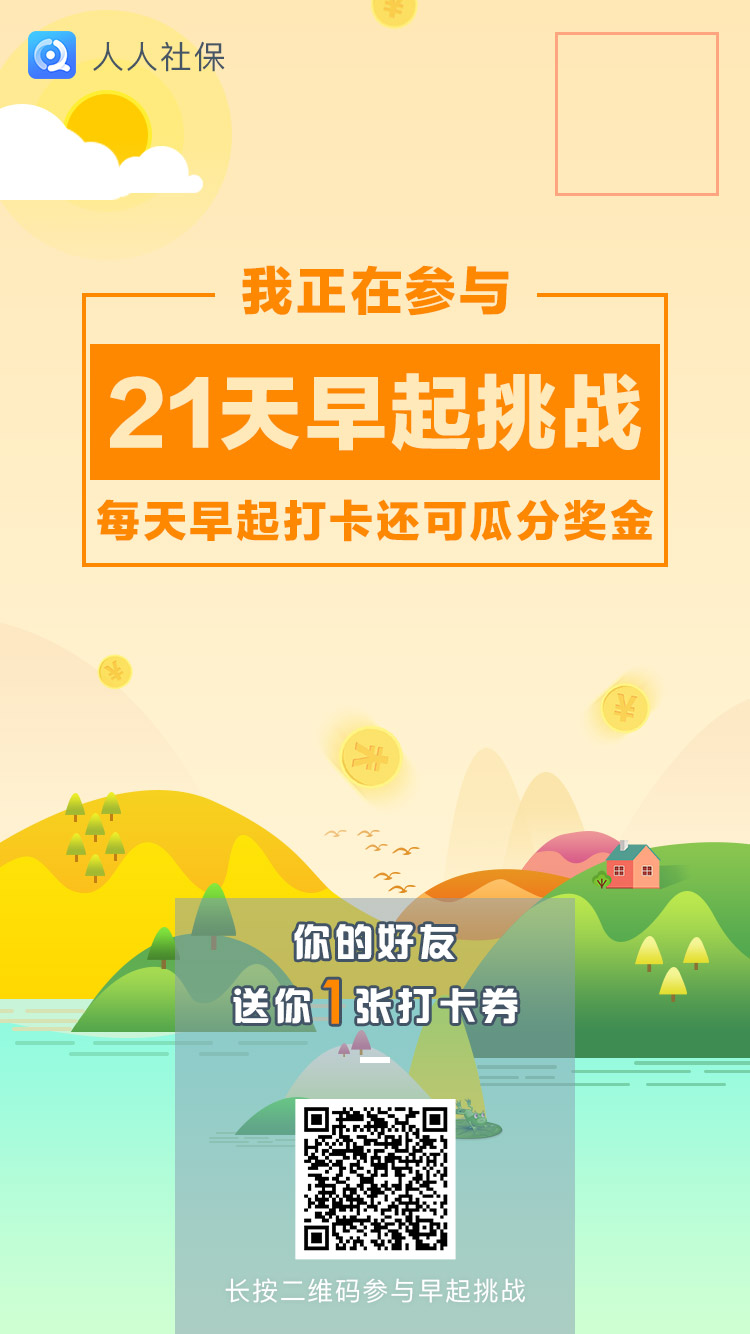 人人社保
我正在参与
21天早起挑战
每天早起打卡还可瓜分奖金
你的好友
送你1张打卡券
长按二维码参与早起挑战